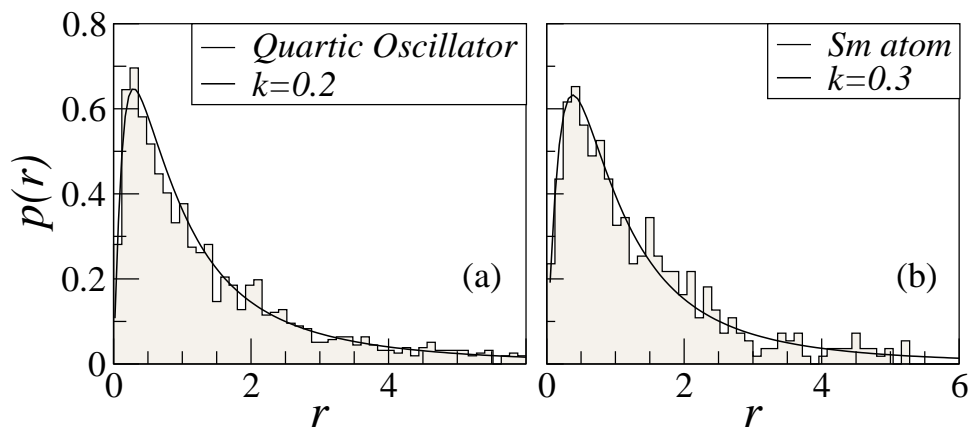 0.8
0.6
0.4
0.2
0
p(r)
Quartic Oscillator
k=0.2
(a)
0 2 4
r
Sm atom
k=0.3
(b)
0 2 4 6
r